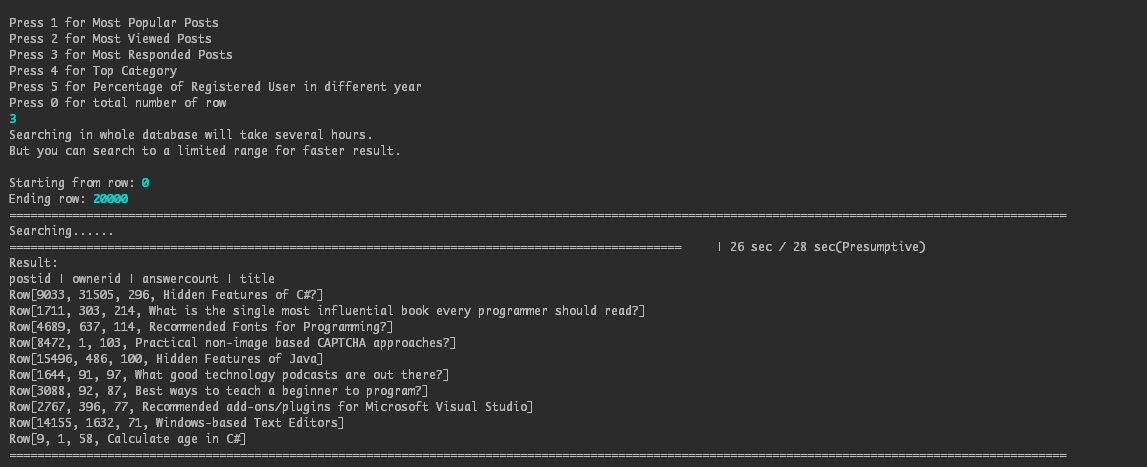 Press 1 for Most Popular Posts
Press 2 for Most Viewed Posts
Press 3 for Most Responded Posts
Press 4 for Top Category
Press 5 for Percentage of Registered User in different year
Press 0 for total number of row
3
Searching in whole database will take several hours.
But you can search to a limited range for faster result.
Starting from row: 0
Ending row: 20000
Searching......
| 26 sec / 28 sec(Presumptive)
Result:
postid | ownerid | answercount | title
Row[9033, 31505, 296, Hidden Features of C#?]
Row[1711, 303, 214, What is the single most influential book every programmer should read?]
Row[4689, 637, 114, Recommended Fonts for Programming?]
Row[8472, 1, 103, Practical non-image based CAPTCHA approaches?]
Row[15496, 486, 100, Hidden Features of Java]
Row[1644, 91, 97, What good technology podcasts are out there?]
Row[3088, 92, 87, Best ways to teach a beginner to program?]
Row[2767, 396, 77, Recommended add-ons/plugins for Microsoft Visual Studio]
Row[14155, 1632, 71, Windows-based Text Editors]
Row[9, 1, 58, Calculate age in C#]